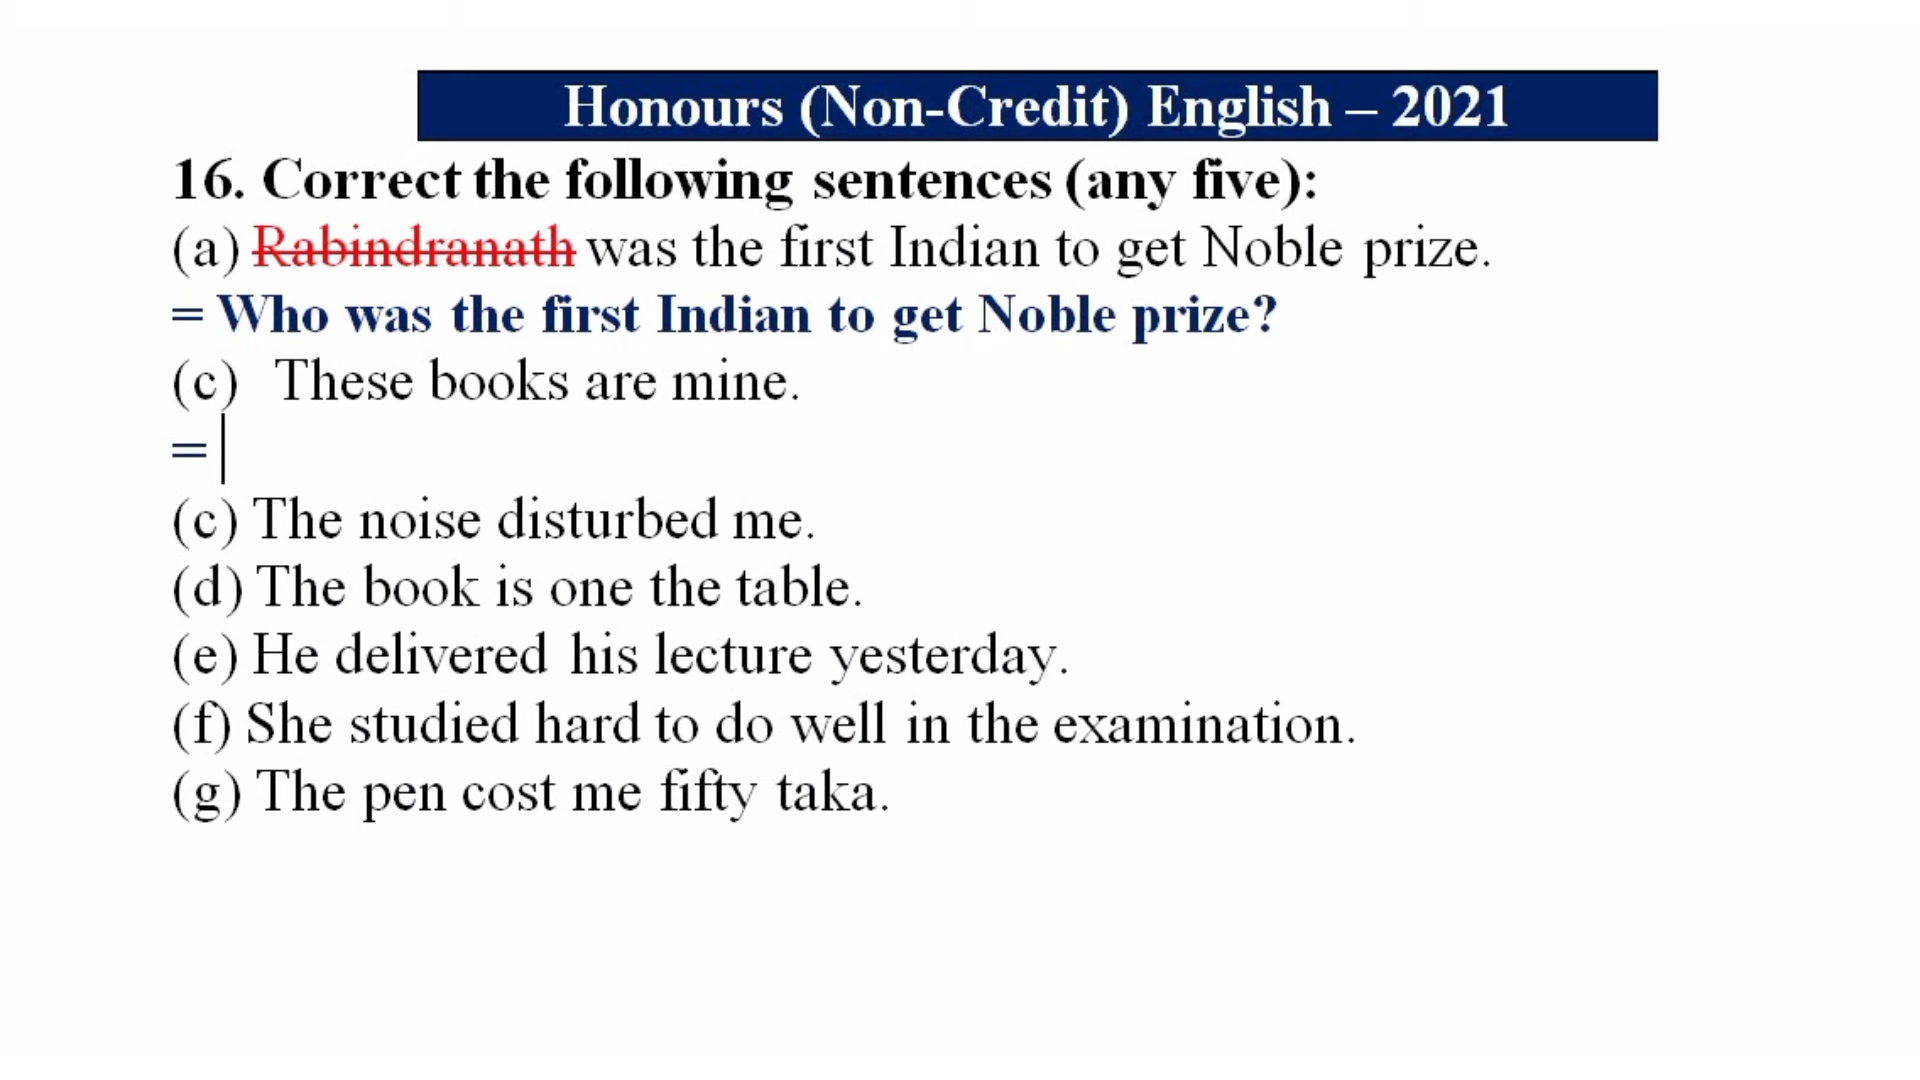 Honours (Non-Credit) English – 2021
16. Correct the following sentences (any five):
(a) Rabindranath was the first Indian to get Noble prize.
= Who was the first Indian to get Noble prize?
(c) These books are mine.
=
(c) The noise disturbed me.
(d) The book is one the table.
(e) He delivered his lecture yesterday.
(f) She studied hard to do well in the examination.
(g) The pen cost me fifty taka.